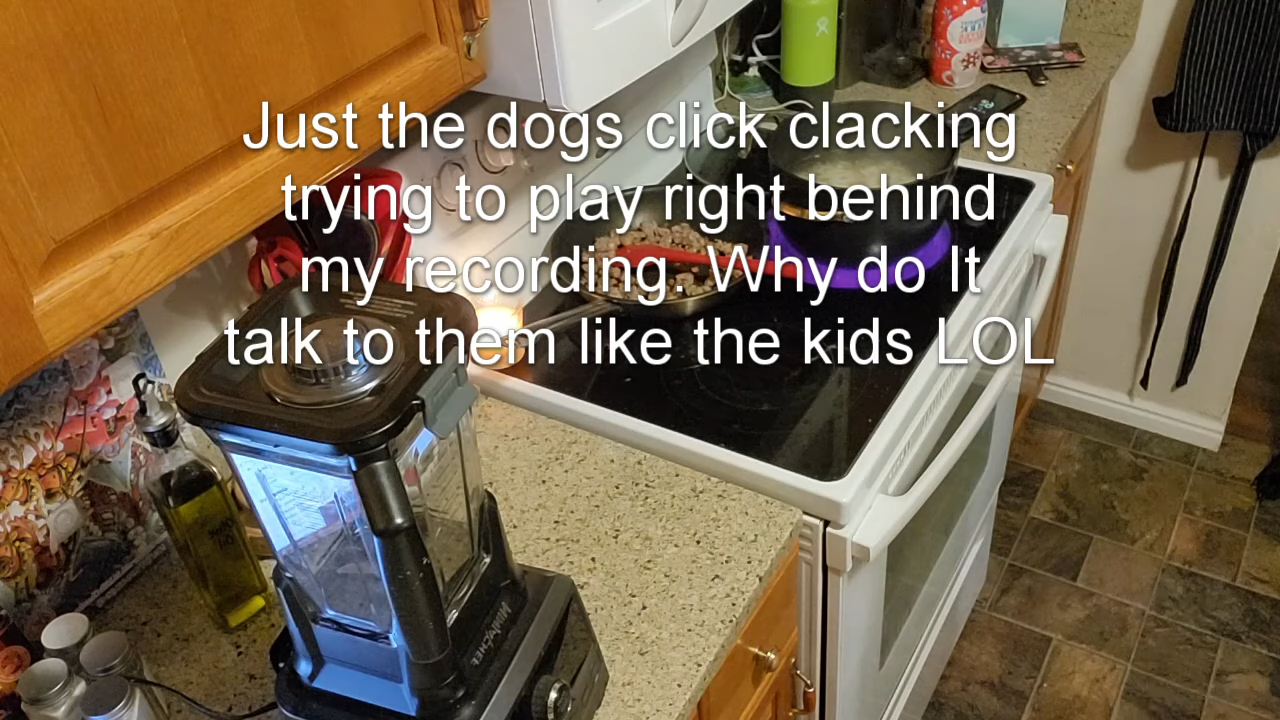 Just the dogs click clacking
trying to play right behind
my recording. Why do It
talk to them like the kids LOL